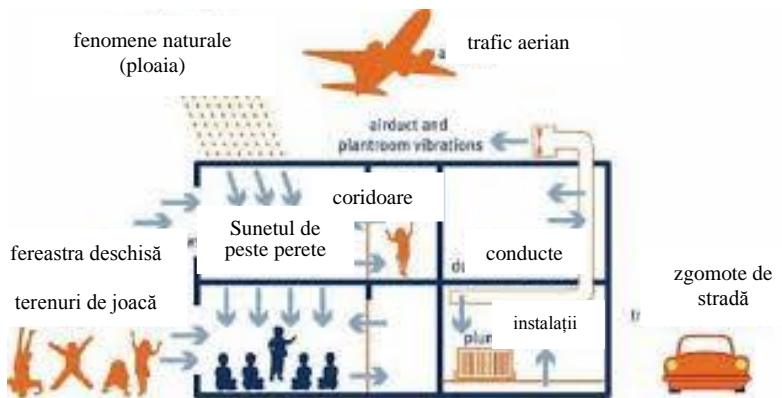 fenomene naturale
(ploaia)
trafic aerian
airduct and
plantroom vibrations
coridoare
Sunetul de
peste perete
fereastra deschisă
conducte
zgomote de
stradă
terenuri de joacă
instalații